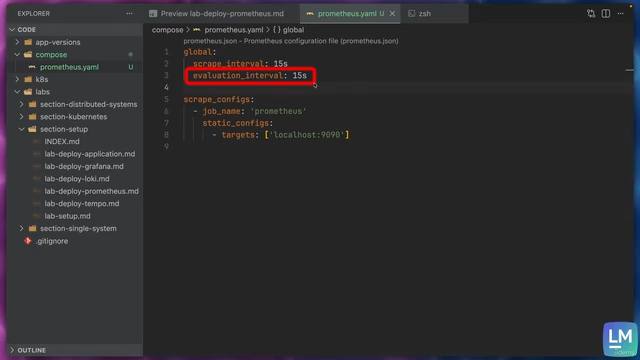 EXPLORER
CODE
app-versions
compose
prometheus.yaml
k8s
labs
section-distributed-systems
section-kubernetes
section-setup
INDEX.md
lab-deploy-application.md
lab-deploy-grafana.md
lab-deploy-loki.md
lab-deploy-prometheus.md
lab-deploy-tempo.md
lab-setup.md
section-single-system
.gitignore
OUTLINE
Preview lab-deploy-prometheus.md
prometheus.yaml
zsh
compose > prometheus.yaml > {} global
prometheus.json – Prometheus configuration file (prometheus.json)
1 global:
2 scrape_interval: 15s
3 evaluation_interval: 15s
4
5 scrape_configs:
6 - job_name: 'prometheus'
7 static_configs:
8 - targets: ['localhost:9090']
9
LM